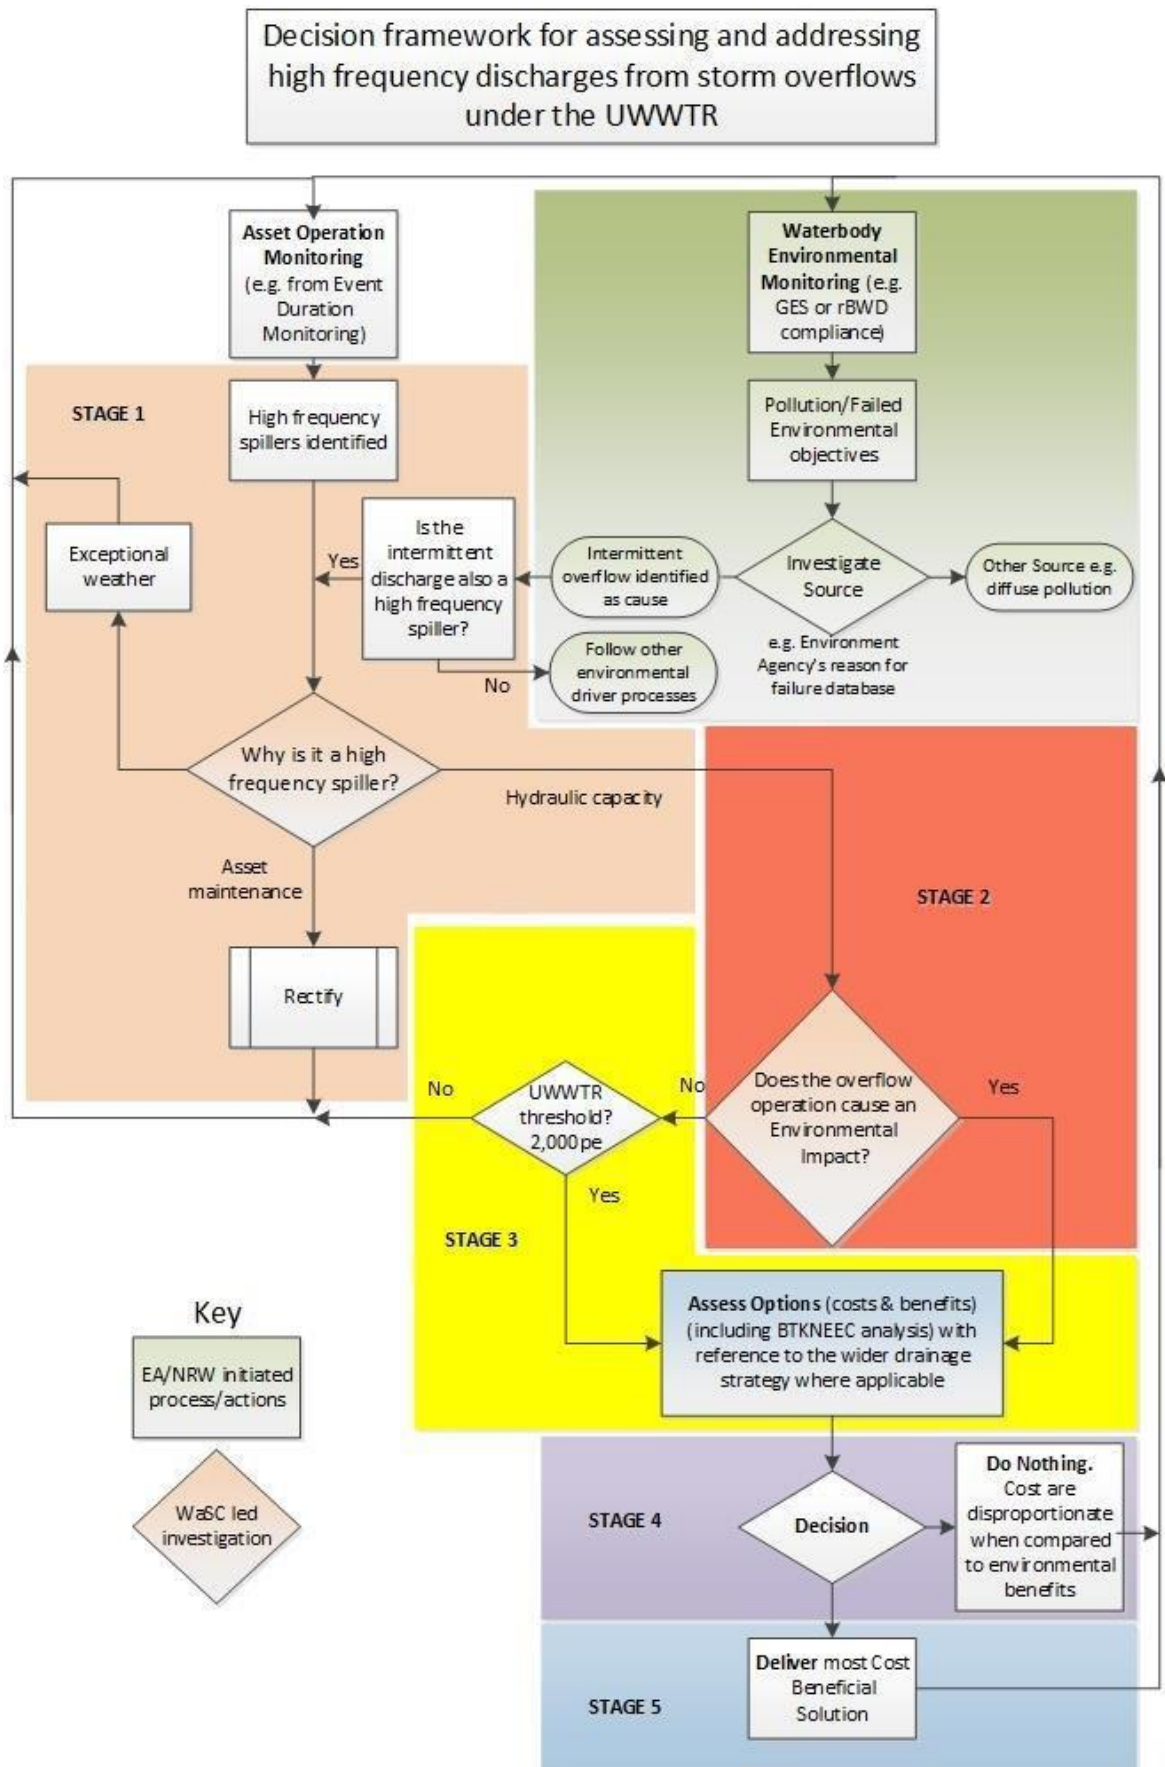 Decision framework for assessing and addressing
high frequency discharges from storm overflows
under the UWWTR
Asset Operation
Monitoring
(e.g. from Event
Duration
Monitoring)
Waterbody
Environmental
Monitoring (e.g.
GES or rBWD
compliance)
STAGE 1
High frequency
spillers identified
Pollution/Failed
Environmental
objectives
Exceptional
weather
Is the
intermittent
discharge also a
high frequency
spiller?
Yes
No
Intermittent
overflow identified
as cause
Investigate
Source
Other Source e.g.
diffuse pollution
e.g. Environment
Agency's reason for
failure database
Follow other
environmental
driver processes
Why is it a high
frequency spiller?
Hydraulic capacity
Asset
maintenance
Rectify
STAGE 2
Does the overflow
operation cause an
Environmental
Impact?
Yes
No
UWWTR
threshold?
2,000 pe
No
Yes
STAGE 3
Assess Options (costs & benefits)
(including BTKNEEC analysis) with
reference to the wider drainage
strategy where applicable
Key
EA/NRW initiated
process/actions
WaSC led
investigation
STAGE 4
Decision
Do Nothing.
Cost are
disproportionate
when compared
to environmental
benefits
STAGE 5
Deliver most Cost
Beneficial
Solution